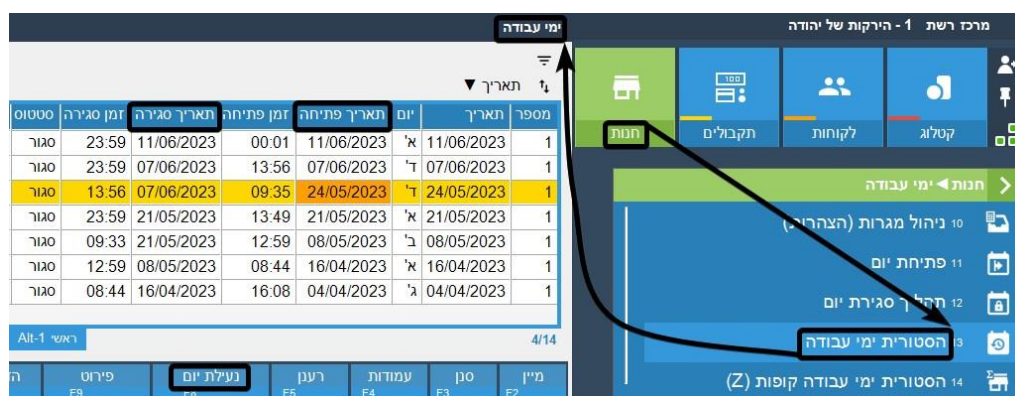 מרכז רשת 1 - הירקות של יהודה
קטלוג
לקוחות
תקבולים
חנות
חנות ◄ ימי עבודה
10 ניהול מגרות (הצהרות)
11 פתיחת יום
12 תהליך סגירת יום
13 הסטורית ימי עבודה
14 הסטורית ימי עבודה קופות (Z)
ימי עבודה
תאריך ▼
מספר תאריך יום תאריך פתיחה זמן פתיחה תאריך סגירה זמן סגירה סטטוס
1 11/06/2023 א' 11/06/2023 00:01 11/06/2023 23:59 סגור
1 07/06/2023 ד' 07/06/2023 13:56 07/06/2023 23:59 סגור
1 24/05/2023 ד' 24/05/2023 09:35 07/06/2023 13:56 סגור
1 21/05/2023 א' 21/05/2023 13:49 21/05/2023 23:59 סגור
1 08/05/2023 ב' 08/05/2023 12:59 21/05/2023 09:33 סגור
1 16/04/2023 א' 16/04/2023 08:44 08/05/2023 12:59 סגור
1 04/04/2023 ג' 04/04/2023 16:08 16/04/2023 08:44 סגור
4/14
ראשי Alt-1
מיין סנן עמודות רענן נעילת יום פירוט
F2 F3 F4 F5 F9